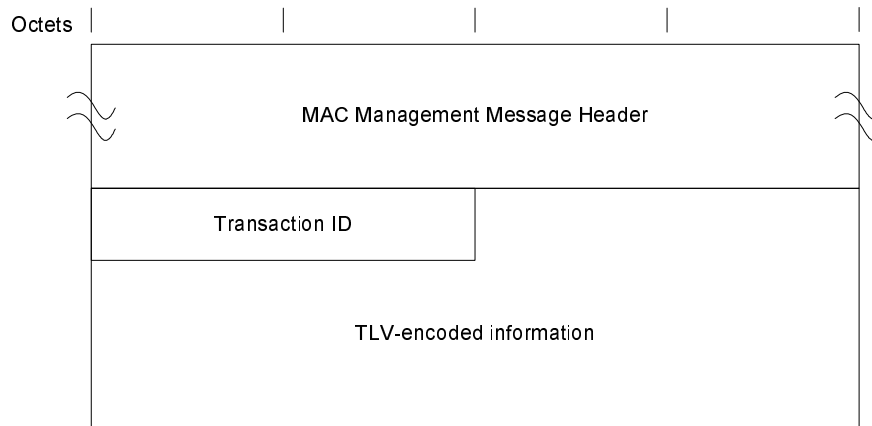 Octets
MAC Management Message Header
Transaction ID
TLV-encoded information